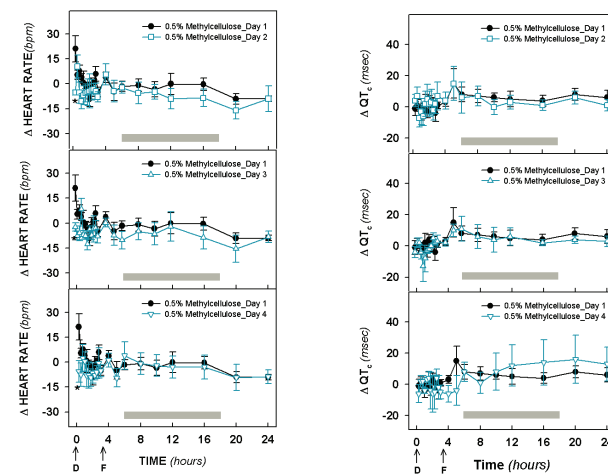 0.5% Methylcellulose_Day 1
0.5% Methylcellulose_Day 2
Δ HEART RATE(bpm)
30
15
0
-15
-30
*
0.5% Methylcellulose_Day 1
0.5% Methylcellulose_Day 3
Δ HEART RATE (bpm)
30
15
0
-15
-30
*
0.5% Methylcellulose_Day 1
0.5% Methylcellulose_Day 4
Δ HEART RATE(bpm)
30
15
0
-15
-30
*
0 4 8 12 16 20 24
D F
TIME (hours)
0.5% Methylcellulose_Day 1
0.5% Methylcellulose_Day 2
Δ QTc (msec)
40
20
0
-20
0.5% Methylcellulose_Day 1
0.5% Methylcellulose_Day 3
Δ QTc (msec)
40
20
0
-20
0.5% Methylcellulose_Day 1
0.5% Methylcellulose_Day 4
Δ QTc (msec)
40
20
0
-20
0 4 8 12 16 20 24
D F
Time (hours)